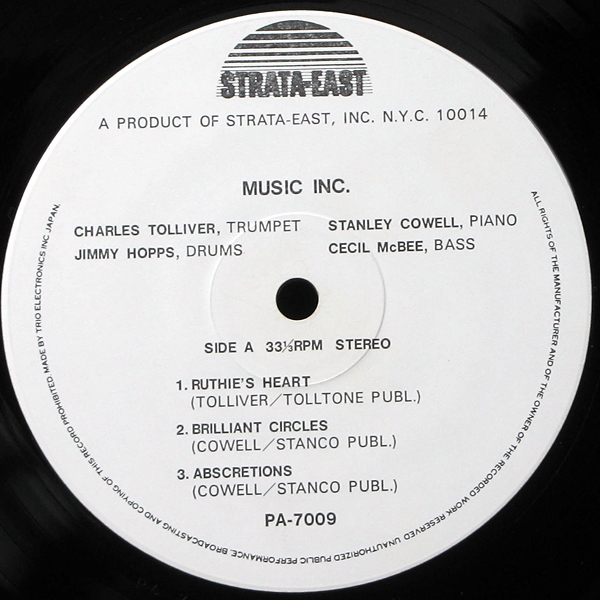 STRATA-EAST
A PRODUCT OF STRATA-EAST, INC. N.Y.C. 10014
MUSIC INC.
CHARLES TOLLIVER, TRUMPET STANLEY COWELL, PIANO
JIMMY HOPPS, DRUMS CECIL McBEE, BASS
SIDE A 33⅓RPM STEREO
1. RUTHIE'S HEART
(TOLLIVER/TOLLTONE PUBL.)
2. BRILLIANT CIRCLES
(COWELL/STANCO PUBL.)
3. ABSCRETIONS
(COWELL/STANCO PUBL.)
PA-7009
ALL RIGHTS OF THE MANUFACTURER AND OF THE OWNER OF THE RECORDED WORK RESERVED UNAUTHORIZED PUBLIC PERFORMANCE, BROADCASTING AND COPYING OF THIS RECORD PROHIBITED MADE BY TRIO ELECTRONICS INC JAPAN.